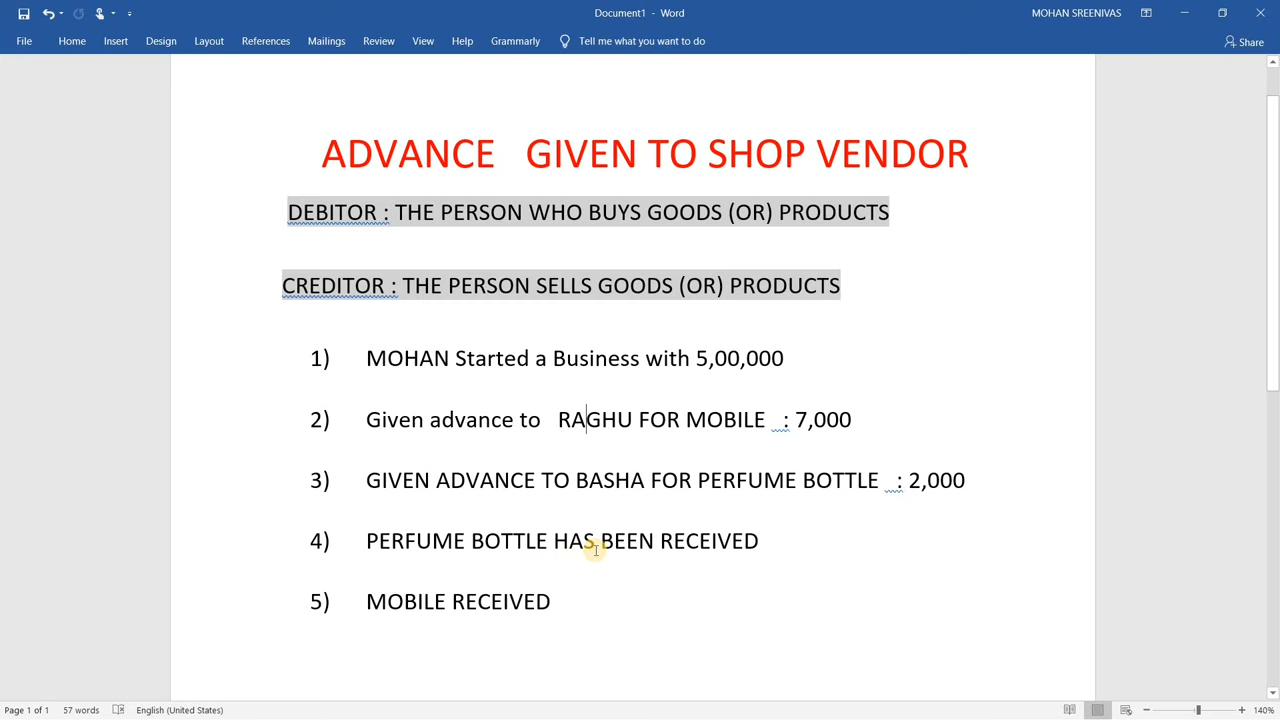 Document1 - Word
MOHAN SREENIVAS
File Home Insert Design Layout References Mailings Review View Help Grammarly Tell me what you want to do Share
ADVANCE GIVEN TO SHOP VENDOR
DEBITOR : THE PERSON WHO BUYS GOODS (OR) PRODUCTS
CREDITOR : THE PERSON SELLS GOODS (OR) PRODUCTS
1) MOHAN Started a Business with 5,00,000
2) Given advance to RAGHU FOR MOBILE : 7,000
3) GIVEN ADVANCE TO BASHA FOR PERFUME BOTTLE : 2,000
4) PERFUME BOTTLE HAS BEEN RECEIVED
5) MOBILE RECEIVED
Page 1 of 1 57 words English (United States) 140%